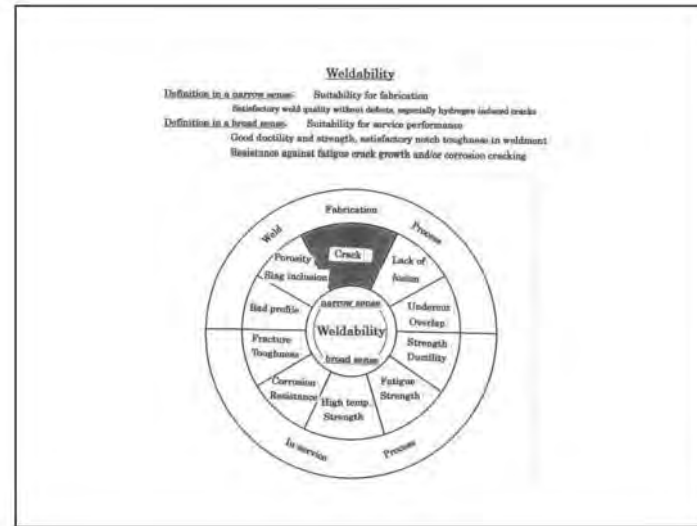 Weldability
Definition in a narrow sense: Suitability for fabrication
Satisfactory weld quality without defects, especially hydrogen induced cracks
Definition in a broad sense: Suitability for service performance
Good ductility and strength, satisfactory notch toughness in weldment
Resistance against fatigue crack growth and/or corrosion cracking
Fabrication
Weld
Process
Crack
Porosity
Slag inclusion
Lack of
fusion
Bad profile
narrow sense
Undercut
Overlap
Weldability
Fracture
Toughness
Strength
Ductility
broad sense
Corrosion
Resistance
High temp.
Strength
Fatigue
Strength
In service
Process